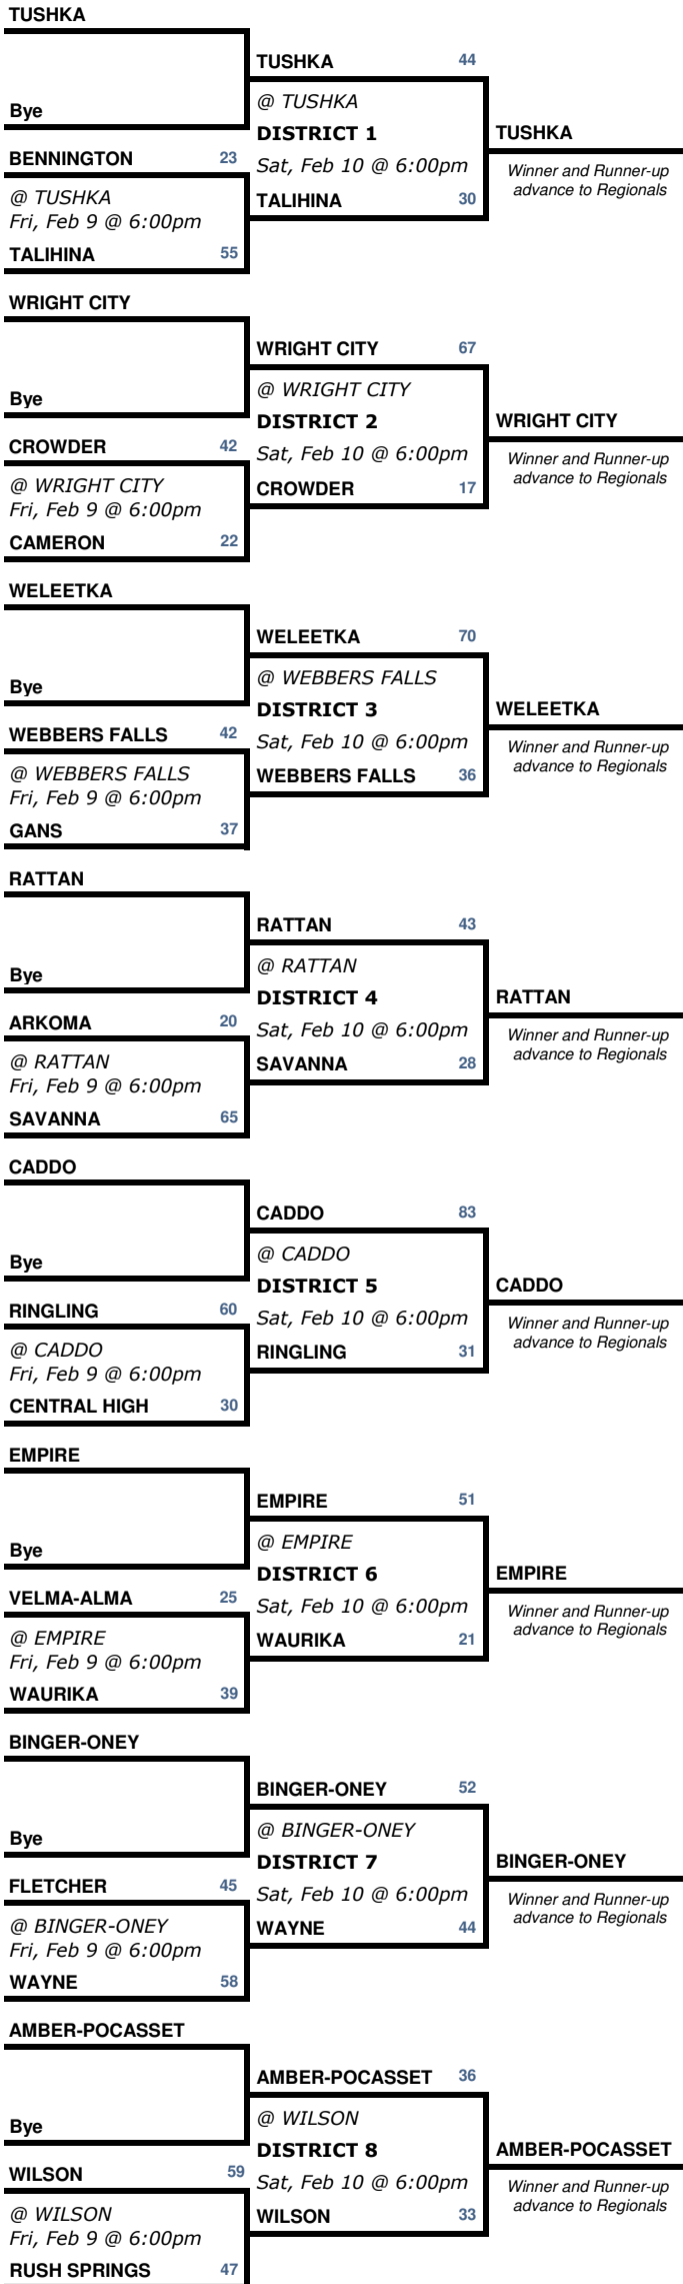 TUSHKA
TUSHKA 44
@ TUSHKA
Bye
DISTRICT 1
TUSHKA
BENNINGTON 23
Sat, Feb 10 @ 6:00pm
Winner and Runner-up
advance to Regionals
@ TUSHKA
TALIHINA 30
Fri, Feb 9 @ 6:00pm
TALIHINA 55
WRIGHT CITY
WRIGHT CITY 67
@ WRIGHT CITY
Bye
DISTRICT 2
WRIGHT CITY
CROWDER 42
Sat, Feb 10 @ 6:00pm
Winner and Runner-up
advance to Regionals
@ WRIGHT CITY
CROWDER 17
Fri, Feb 9 @ 6:00pm
CAMERON 22
WELEETKA
WELEETKA 70
@ WEBBERS FALLS
Bye
DISTRICT 3
WELEETKA
WEBBERS FALLS 42
Sat, Feb 10 @ 6:00pm
Winner and Runner-up
advance to Regionals
@ WEBBERS FALLS
WEBBERS FALLS 36
Fri, Feb 9 @ 6:00pm
GANS 37
RATTAN
RATTAN 43
@ RATTAN
Bye
DISTRICT 4
RATTAN
ARKOMA 20
Sat, Feb 10 @ 6:00pm
Winner and Runner-up
advance to Regionals
@ RATTAN
SAVANNA 28
Fri, Feb 9 @ 6:00pm
SAVANNA 65
CADDO
CADDO 83
@ CADDO
Bye
DISTRICT 5
CADDO
RINGLING 60
Sat, Feb 10 @ 6:00pm
Winner and Runner-up
advance to Regionals
@ CADDO
RINGLING 31
Fri, Feb 9 @ 6:00pm
CENTRAL HIGH 30
EMPIRE
EMPIRE 51
@ EMPIRE
Bye
DISTRICT 6
EMPIRE
VELMA-ALMA 25
Sat, Feb 10 @ 6:00pm
Winner and Runner-up
advance to Regionals
@ EMPIRE
WAURIKA 21
Fri, Feb 9 @ 6:00pm
WAURIKA 39
BINGER-ONEY
BINGER-ONEY 52
@ BINGER-ONEY
Bye
DISTRICT 7
BINGER-ONEY
FLETCHER 45
Sat, Feb 10 @ 6:00pm
Winner and Runner-up
advance to Regionals
@ BINGER-ONEY
WAYNE 44
Fri, Feb 9 @ 6:00pm
WAYNE 58
AMBER-POCASSET
AMBER-POCASSET 36
@ WILSON
Bye
DISTRICT 8
AMBER-POCASSET
WILSON 59
Sat, Feb 10 @ 6:00pm
Winner and Runner-up
advance to Regionals
@ WILSON
WILSON 33
Fri, Feb 9 @ 6:00pm
RUSH SPRINGS 47